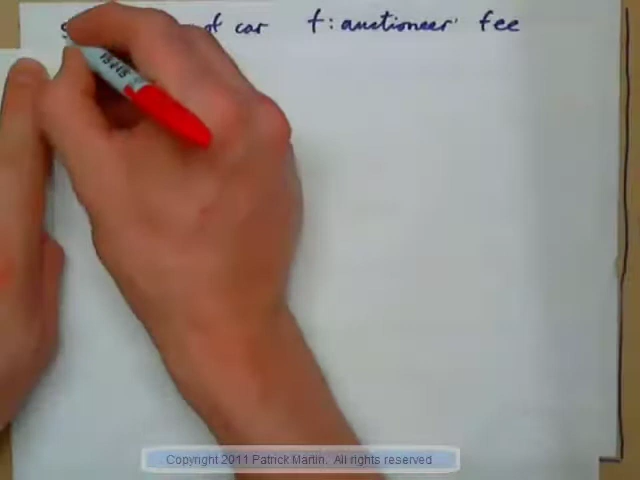 of car f: auctioneer' fee
Copyright 2011 Patrick Martin. All rights reserved